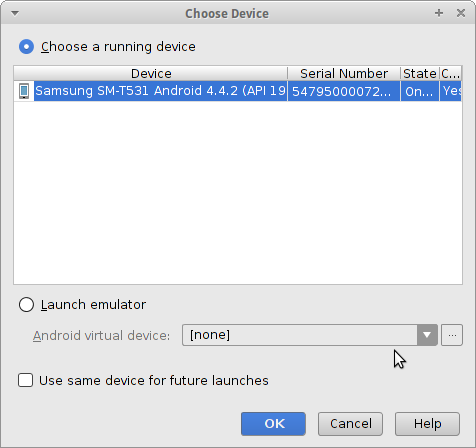 Choose Device
Choose a running device
Device Serial Number State C...
Samsung SM-T531 Android 4.4.2 (API 19 54795000072... On... Yes
Launch emulator
Android virtual device: [none] ...
Use same device for future launches
OK Cancel Help